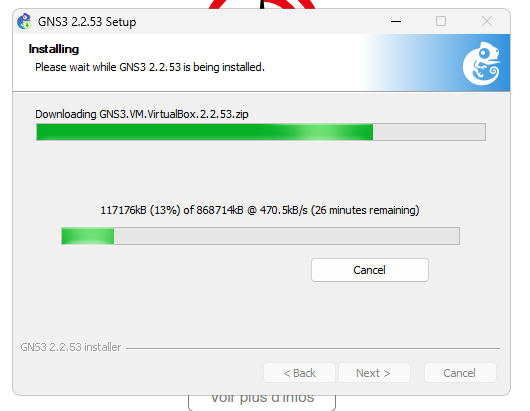 GNS3 2.2.53 Setup
Installing
Please wait while GNS3 2.2.53 is being installed.
Downloading GNS3.VM.VirtualBox.2.2.53.zip
117176kB (13%) of 868714kB @ 470.5kB/s (26 minutes remaining)
Cancel
GNS3 2.2.53 installer
< Back
Next >
Cancel
Voir plus d'infos